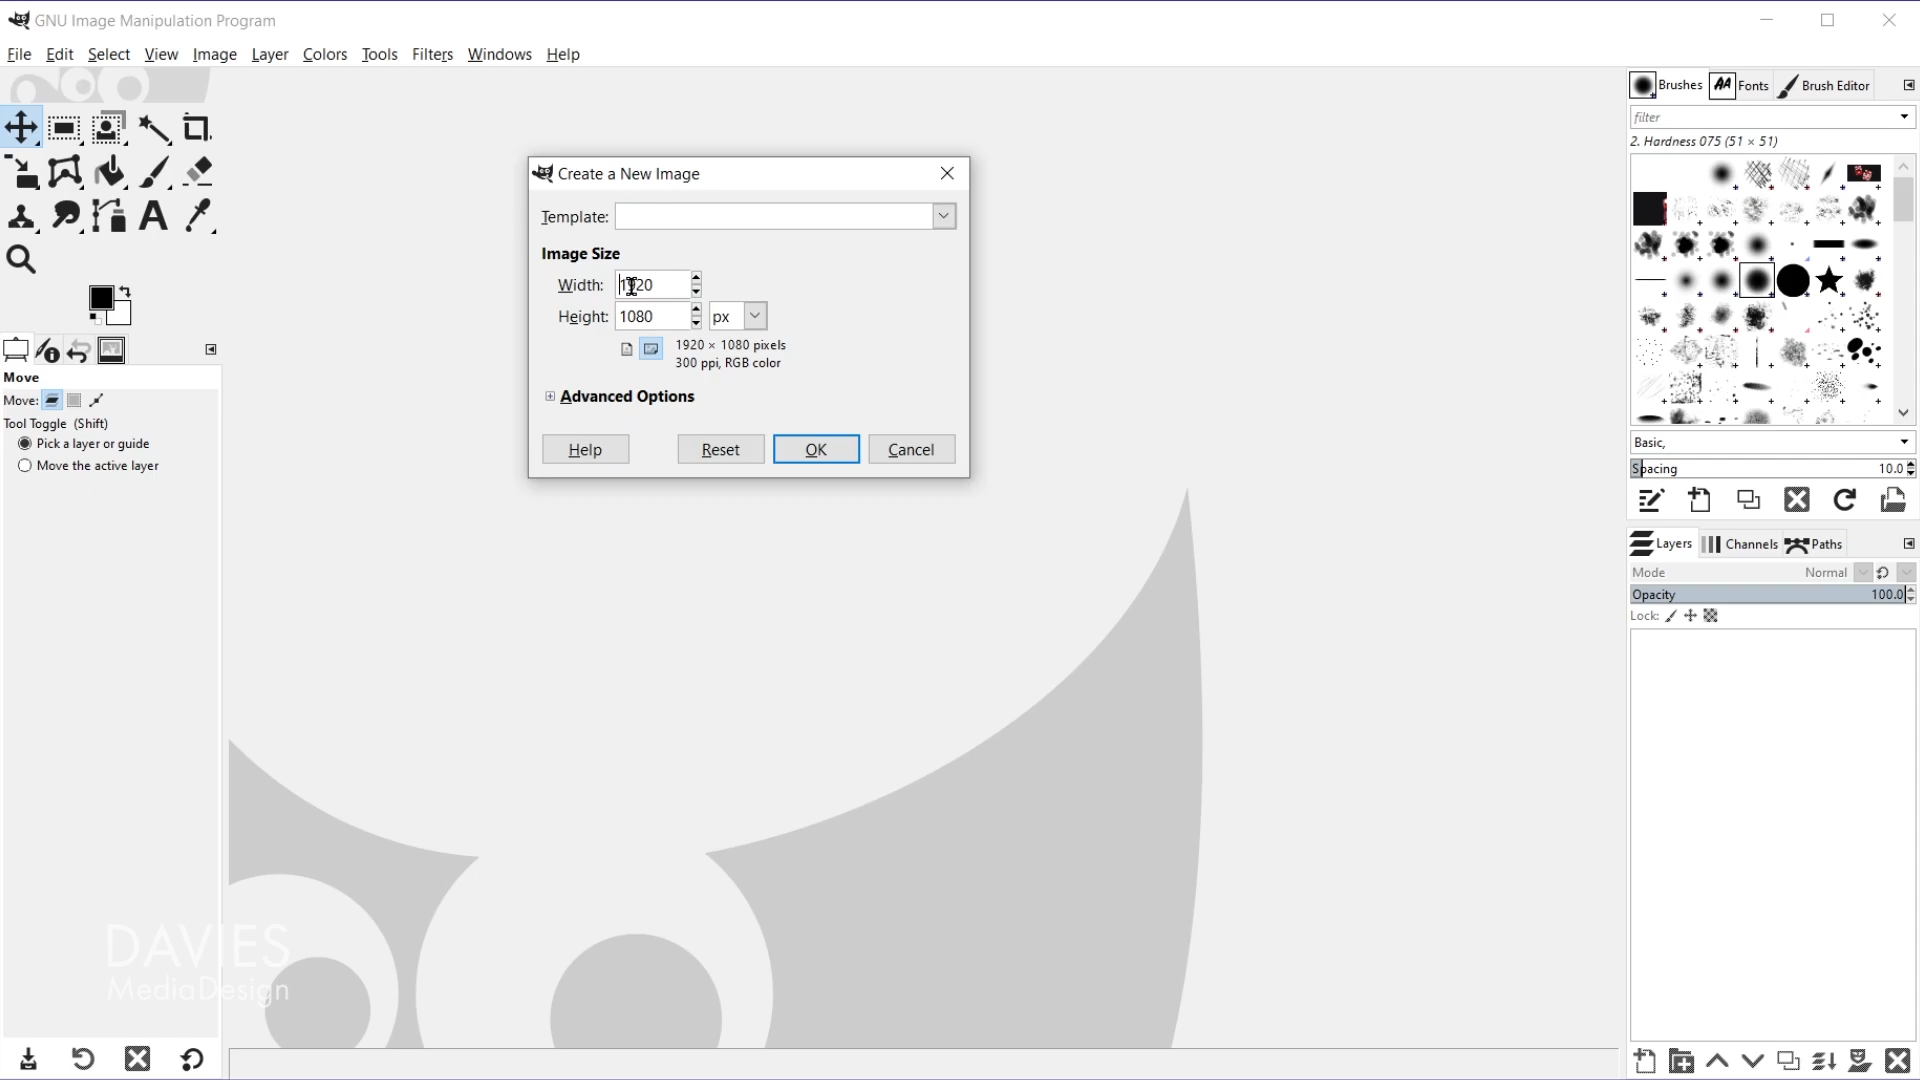 GNU Image Manipulation Program
File Edit Select View Image Layer Colors Tools Filters Windows Help
Move
Move:
Tool Toggle (Shift)
Pick a layer or guide
Move the active layer
DAVIES
MediaDesign
Create a New Image
Template:
Image Size
Width: 1920
Height: 1080 px
1920 × 1080 pixels
300 ppi, RGB color
Advanced Options
Help Reset OK Cancel
Brushes Fonts Brush Editor
filter
2. Hardness 075 (51 × 51)
Basic,
Spacing 10.0
Layers Channels Paths
Mode Normal
Opacity 100.0
Lock: